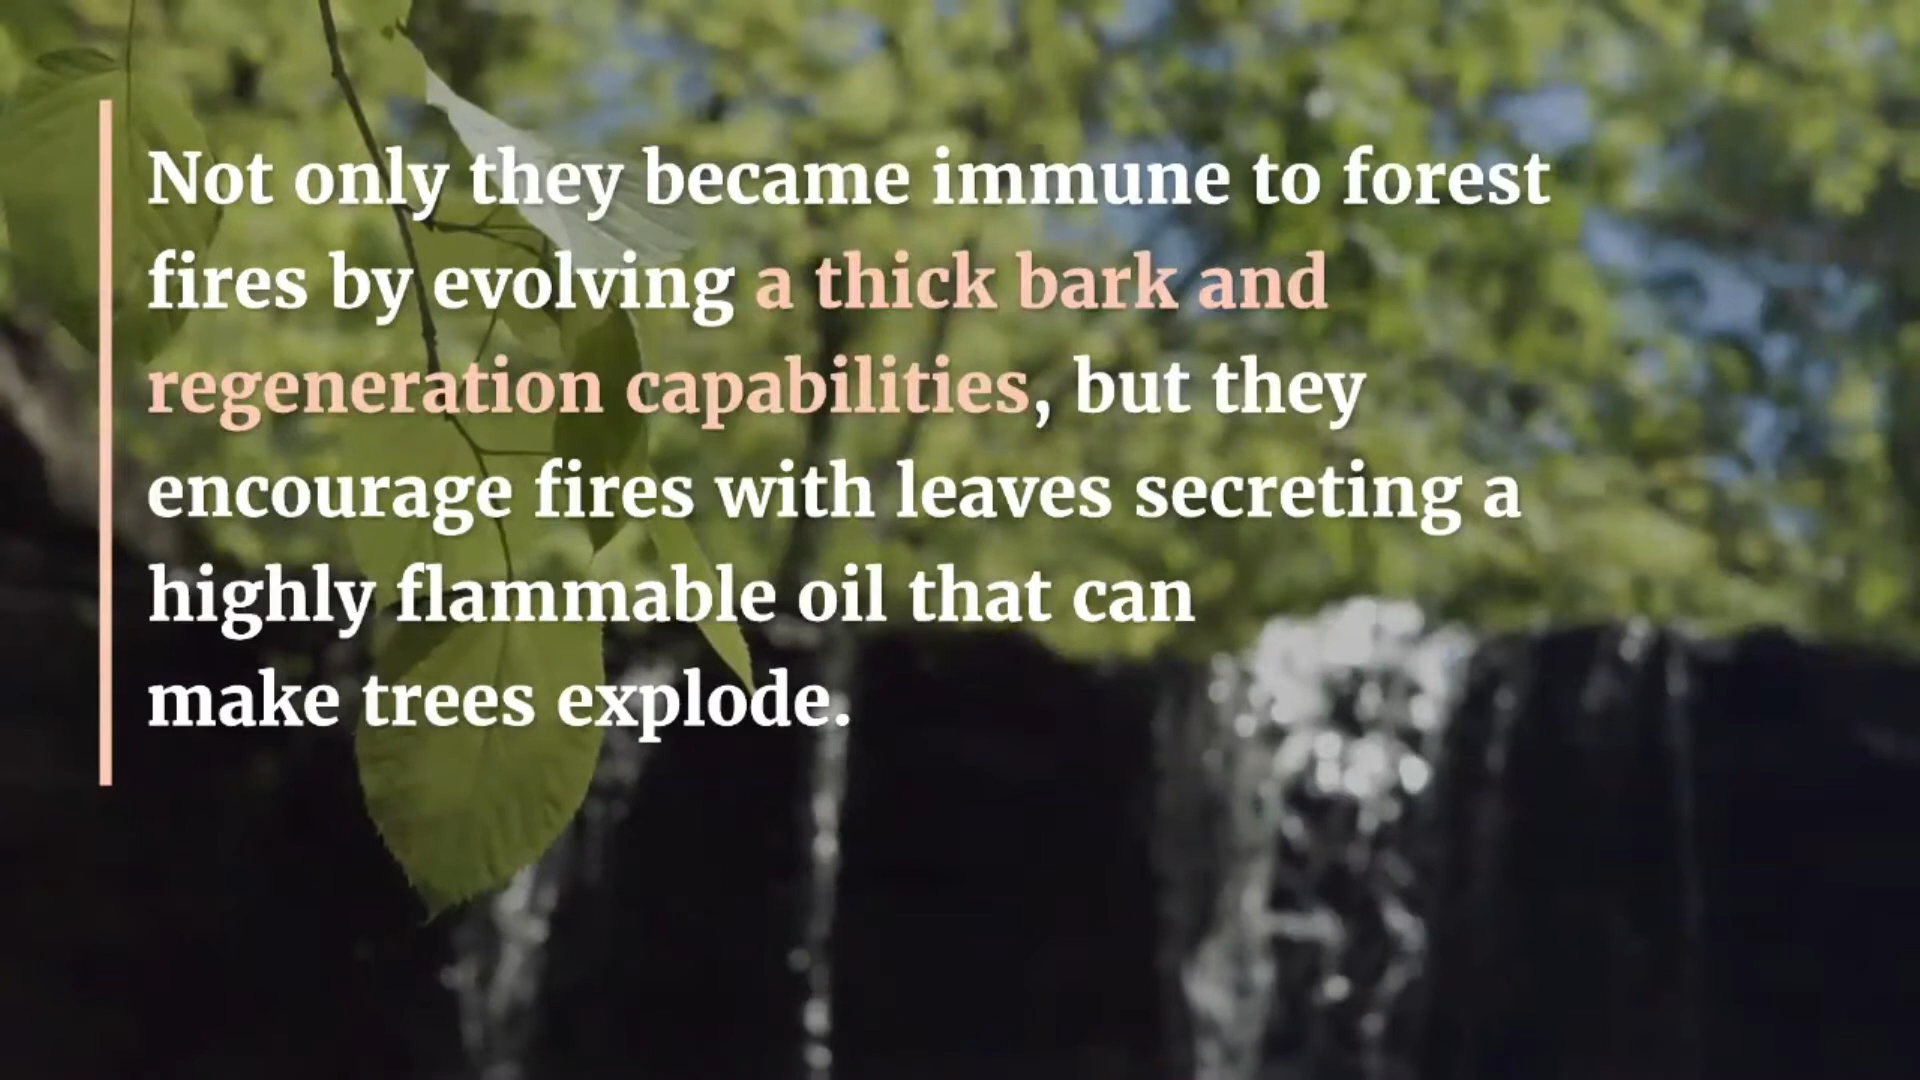 Not only they became immune to forest
fires by evolving a thick bark and
regeneration capabilities, but they
encourage fires with leaves secreting a
highly flammable oil that can
make trees explode.